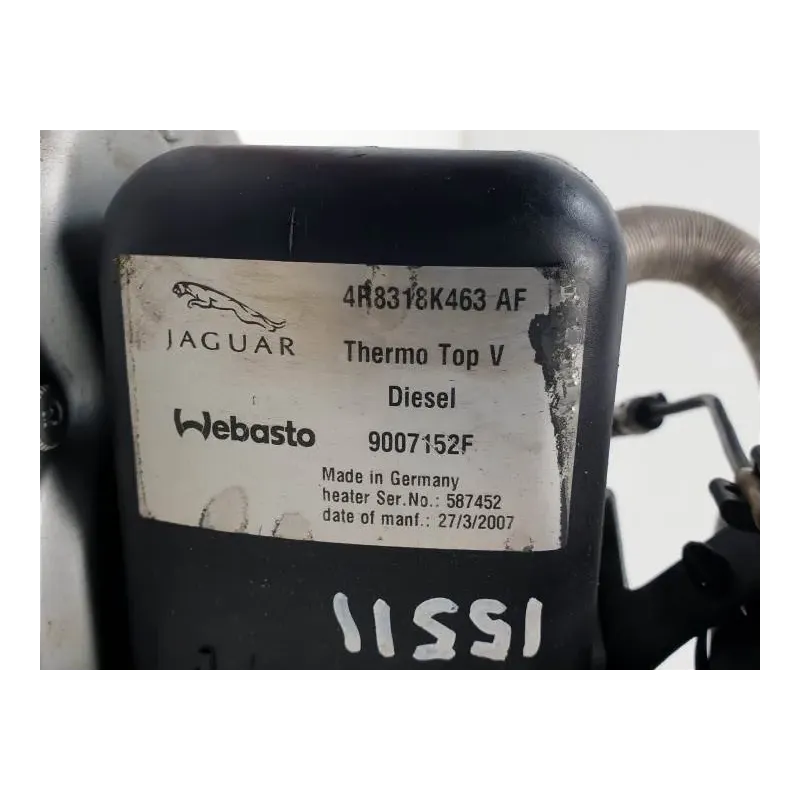 4R8318K463 AF
JAGUAR
Thermo Top V
Diesel
Webasto
9007152F
Made in Germany
heater Ser.No.: 587452
date of manf.: 27/3/2007
15511